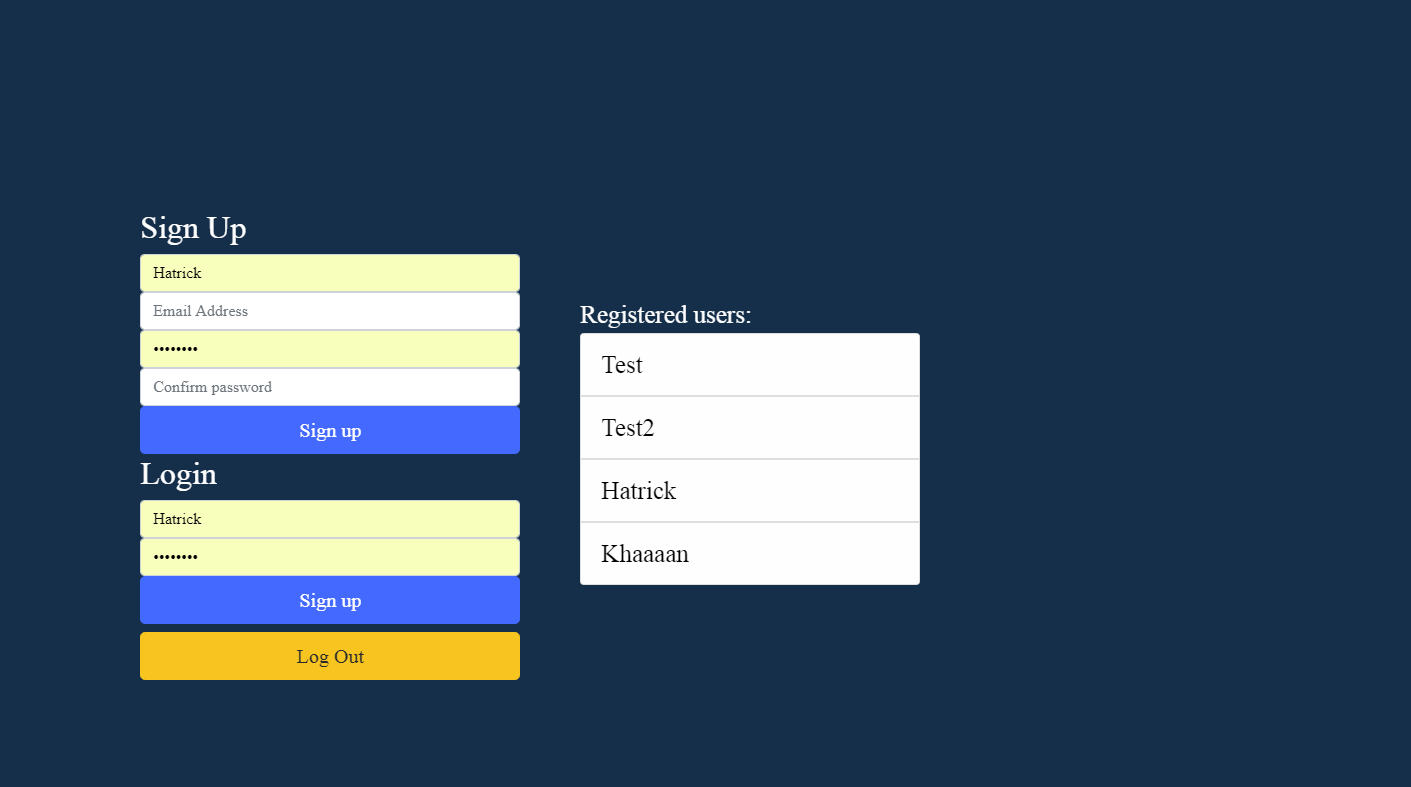 Sign Up
Hatrick
Email Address
••••••••
Confirm password
Sign up
Login
Hatrick
••••••••
Sign up
Log Out
Registered users:
Test
Test2
Hatrick
Khaaaan